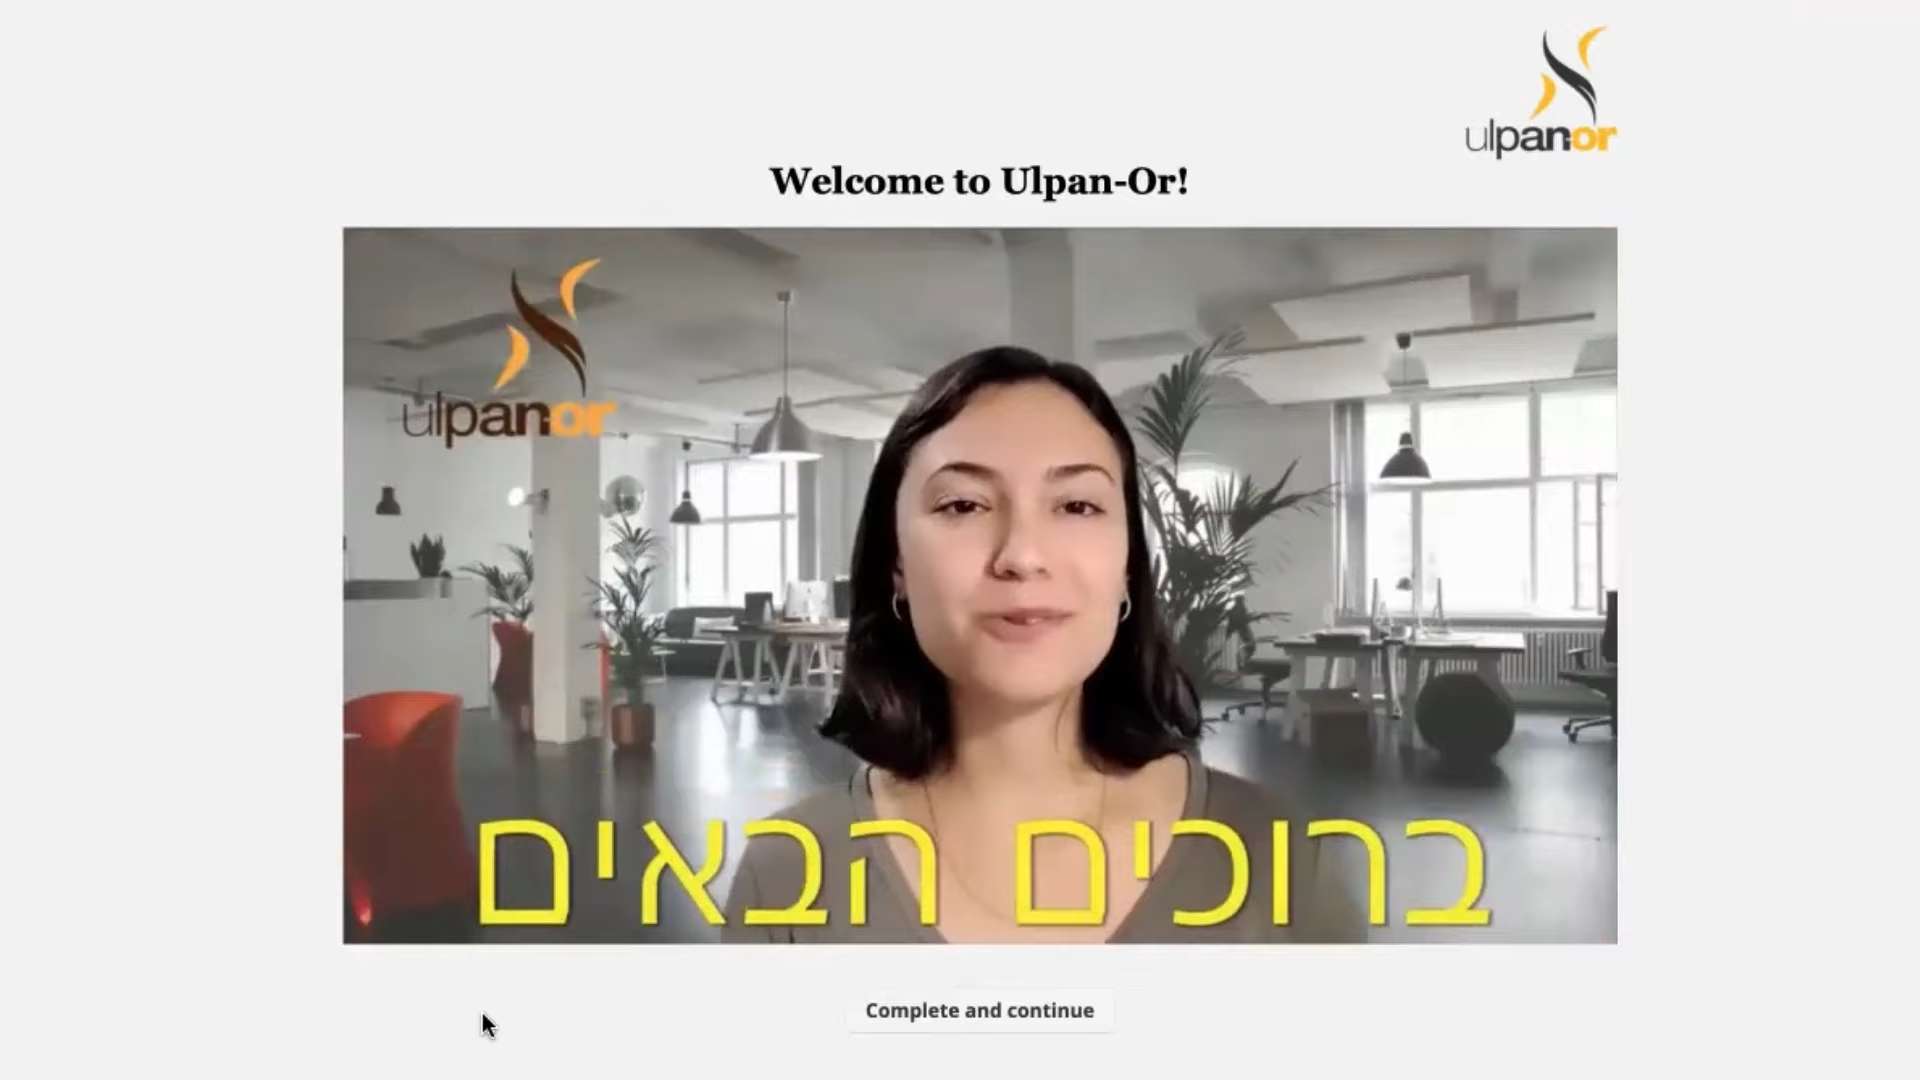 ulpanor
Welcome to Ulpan-Or!
ulpanor
ברוכים הבאים
Complete and continue